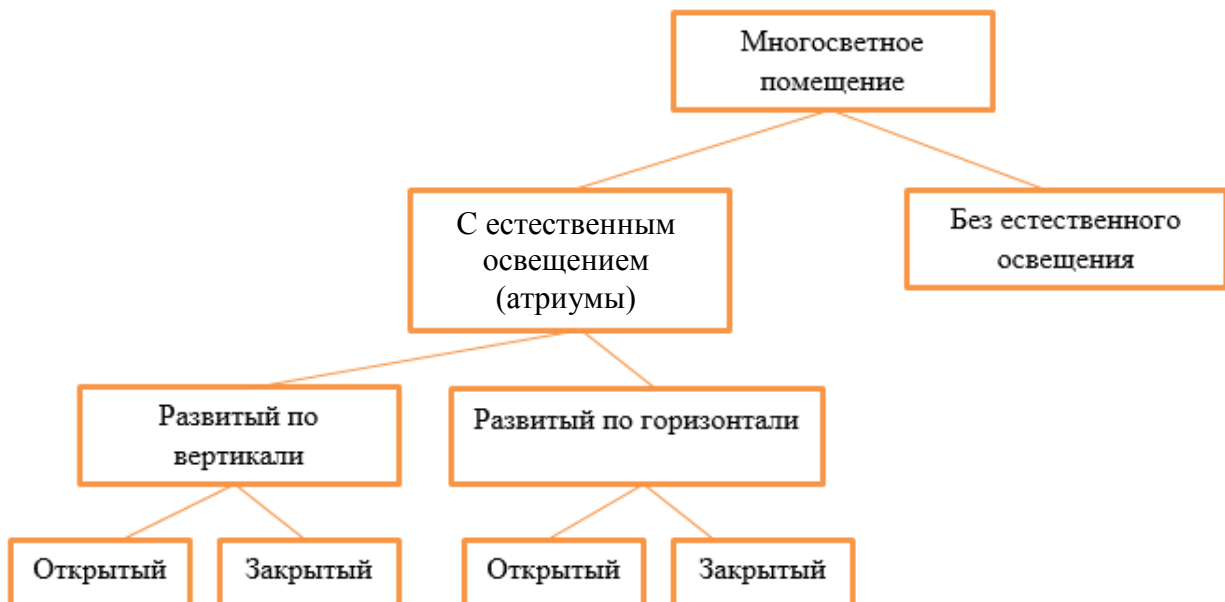 Многосветное
помещение
С естественным
освещением
(атриумы)
Без естественного
освещения
Развитый по
вертикали
Развитый по горизонтали
Открытый
Закрытый
Открытый
Закрытый